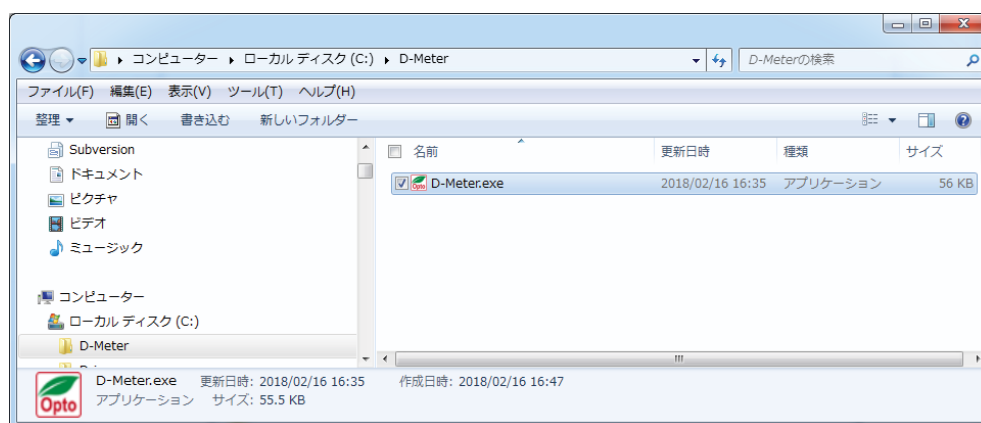 コンピューター ▸ ローカル ディスク (C:) ▸ D-Meter
D-Meterの検索
ファイル(F) 編集(E) 表示(V) ツール(T) ヘルプ(H)
整理 開く 書き込む 新しいフォルダー
Subversion
ドキュメント
ピクチャ
ビデオ
ミュージック
コンピューター
ローカル ディスク (C:)
D-Meter
名前 更新日時 種類 サイズ
Opto D-Meter.exe 2018/02/16 16:35 アプリケーション 56 KB
D-Meter.exe 更新日時: 2018/02/16 16:35 作成日時: 2018/02/16 16:47
アプリケーション サイズ: 55.5 KB
Opto